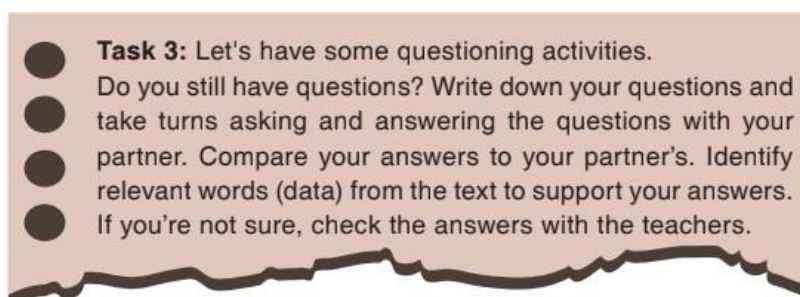 Task 3: Let's have some questioning activities.
Do you still have questions? Write down your questions and
take turns asking and answering the questions with your
partner. Compare your answers to your partner's. Identify
relevant words (data) from the text to support your answers.
If you're not sure, check the answers with the teachers.